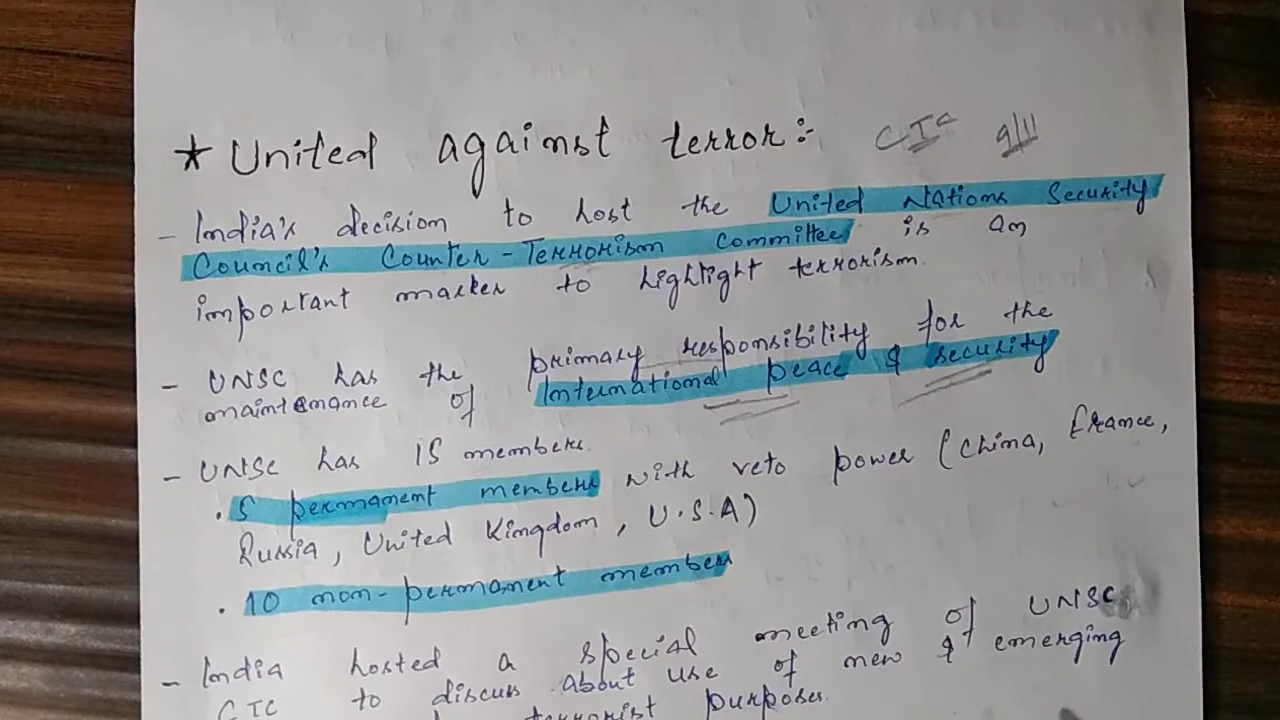 ★ United against terror :- CTC 9/11
- India's decision to host the United Nations Security
Council's Counter-Terrorism Committee is an
important marker to highlight terrorism.
- UNSC has the primary responsibility for the
maintenance of International peace & security
- UNSC has 15 members.
. 5 permanent members with veto power (China, France,
Russia, United Kingdom, U.S.A)
. 10 non-permanent members
- India hosted a special meeting of UNSC
CTC to discuss about use of new & emerging
terrorist purposes.